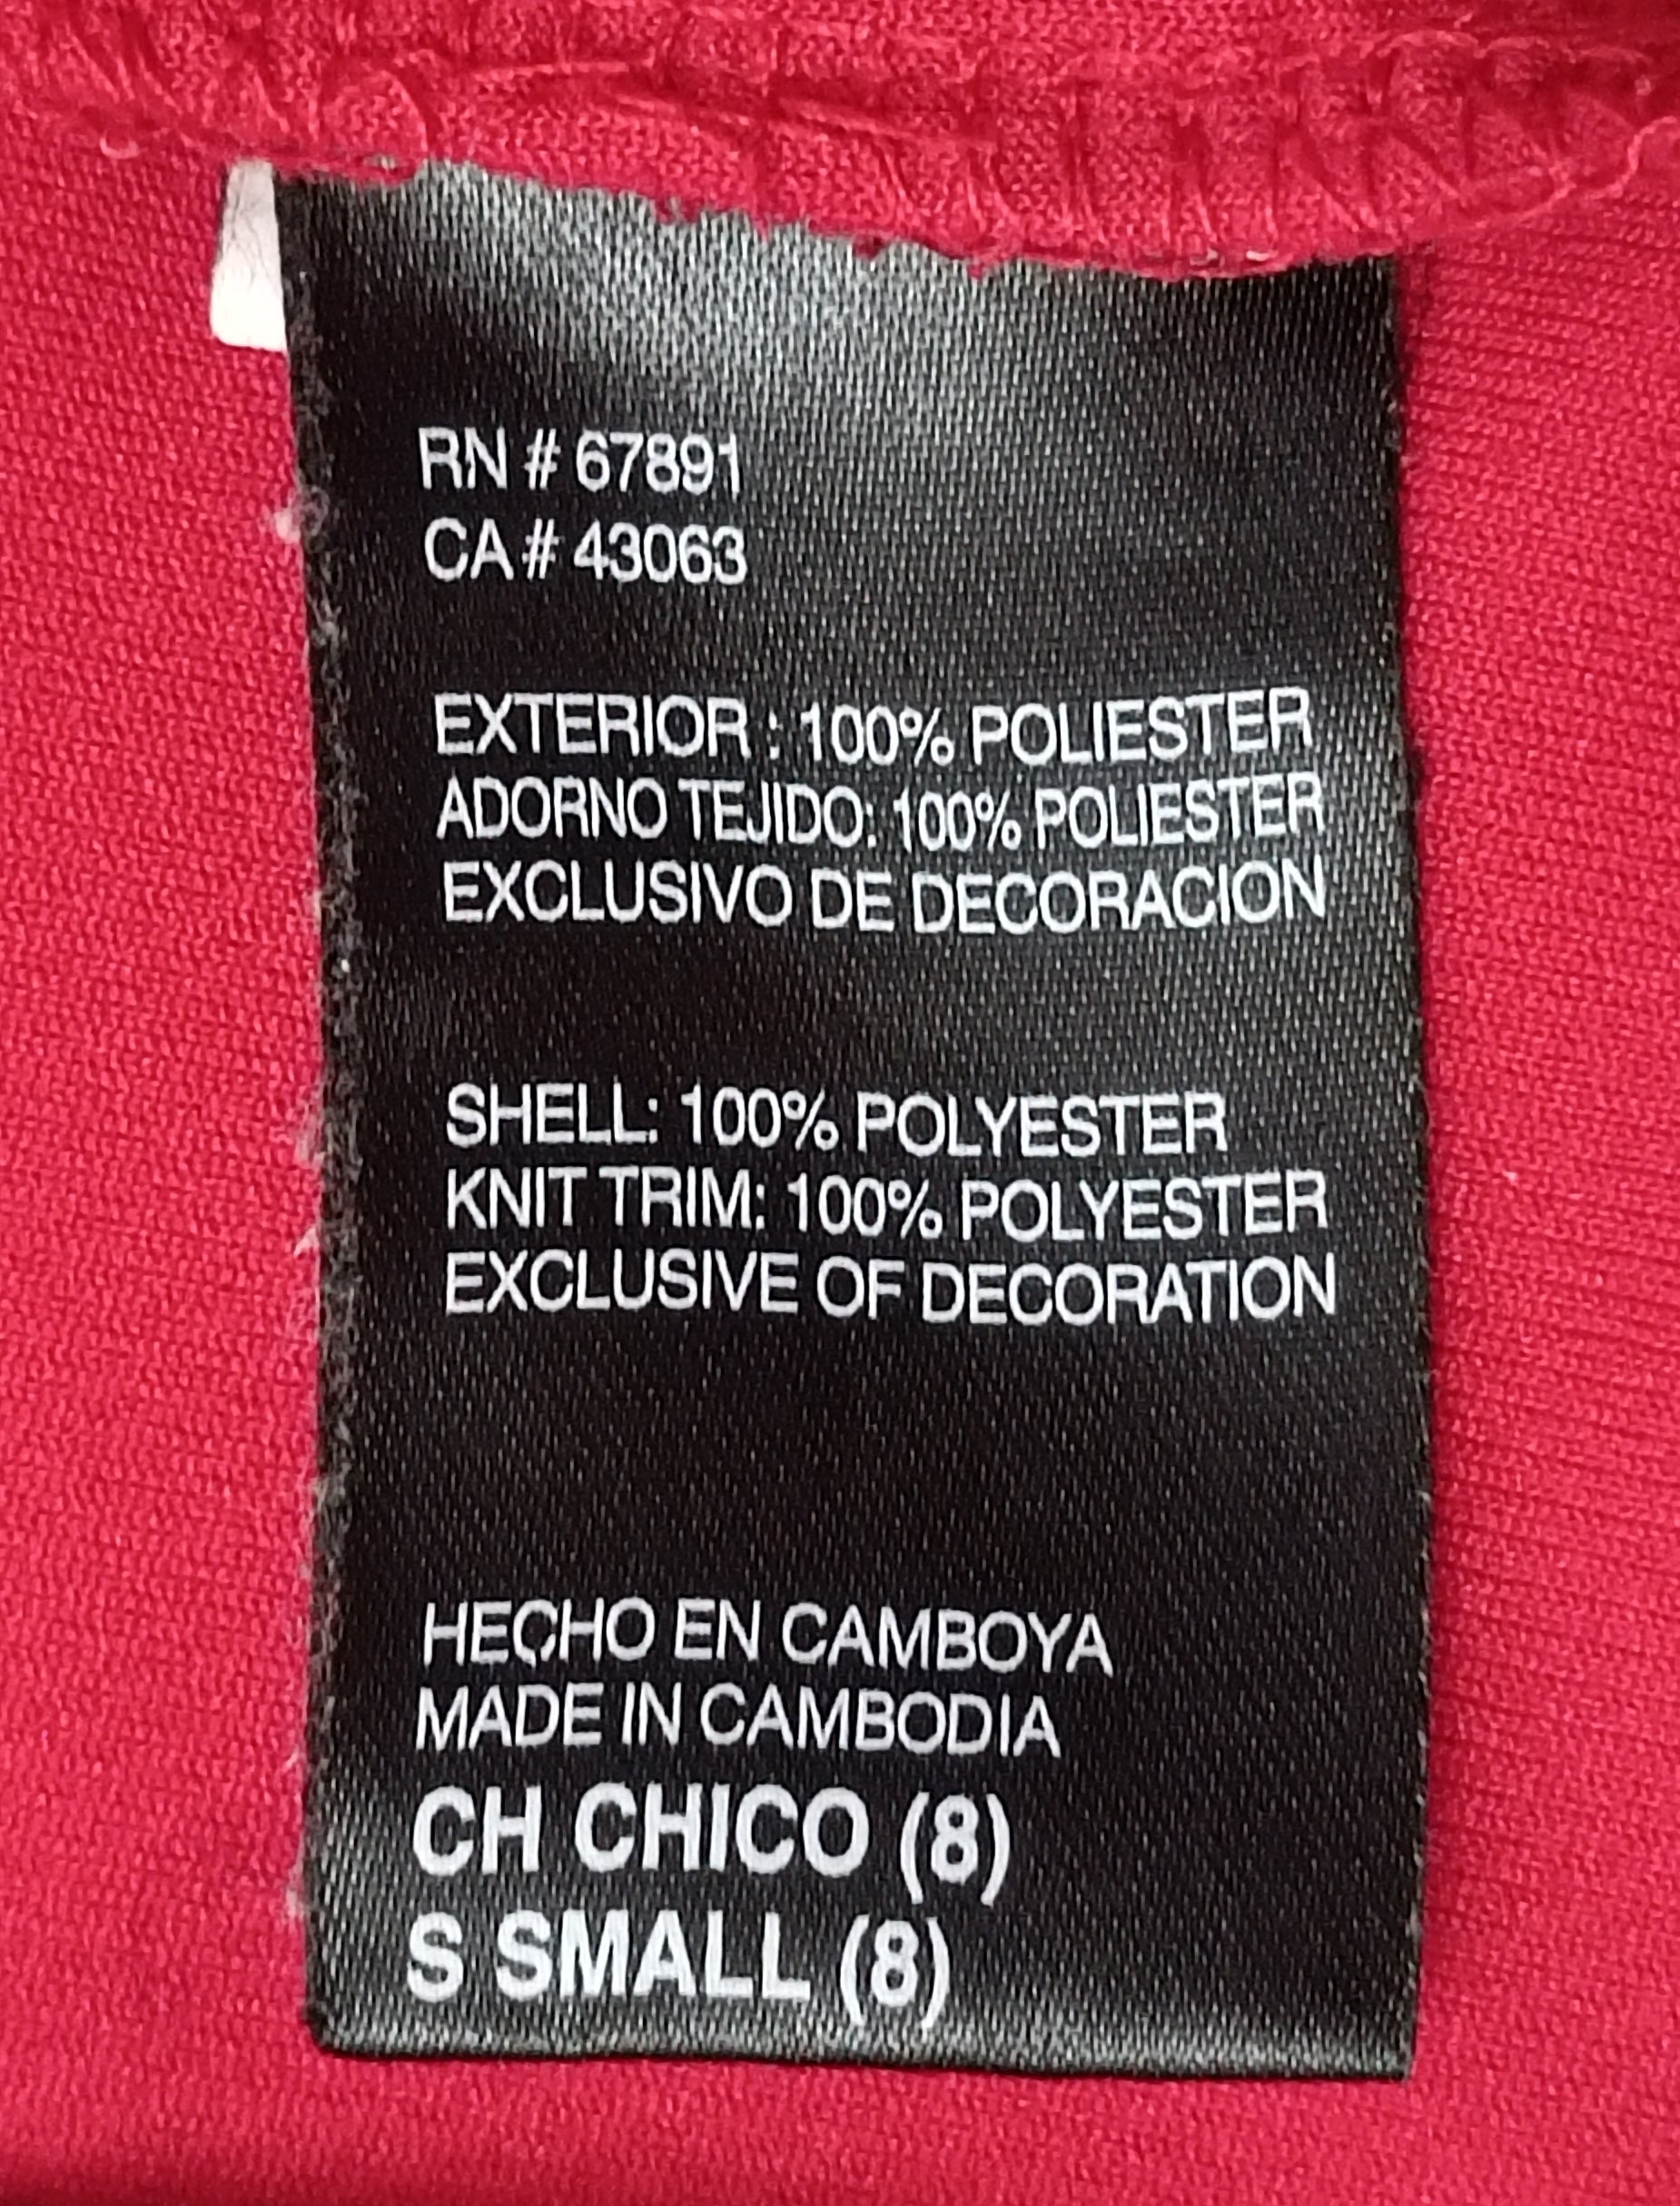 RN # 67891
CA # 43063
EXTERIOR : 100% POLIESTER
ADORNO TEJIDO: 100% POLIESTER
EXCLUSIVO DE DECORACION
SHELL: 100% POLYESTER
KNIT TRIM: 100% POLYESTER
EXCLUSIVE OF DECORATION
HECHO EN CAMBOYA
MADE IN CAMBODIA
CH CHICO (8)
S SMALL (8)